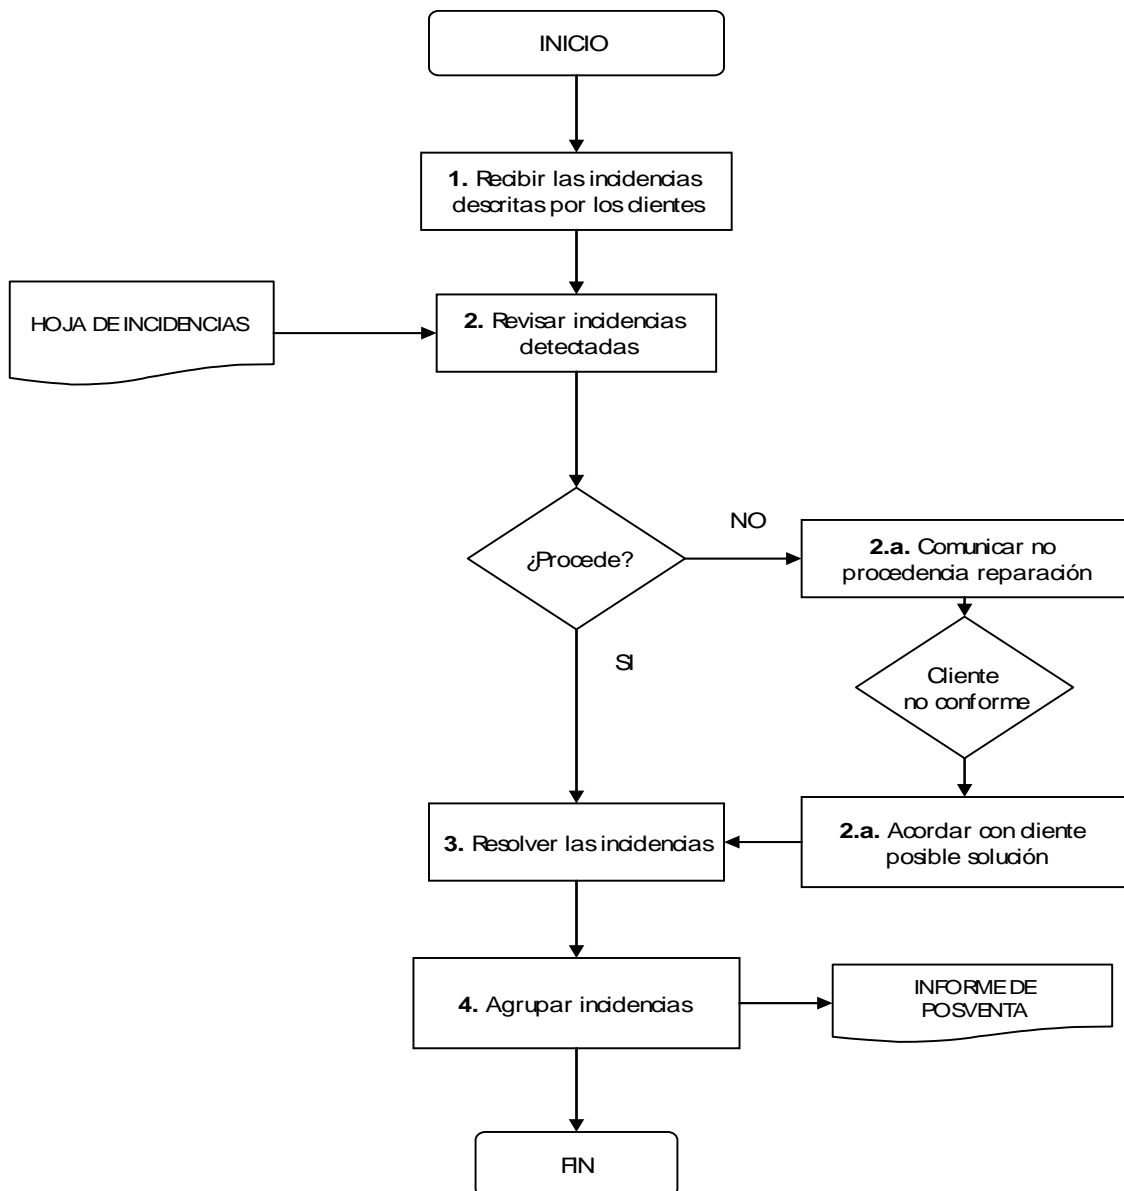 INICIO
1. Recibir las incidencias
descritas por los clientes
HOJA DE INCIDENCIAS
2. Revisar incidencias
detectadas
¿Procede?
NO
2.a. Comunicar no
procedencia reparación
SI
Cliente
no conforme
3. Resolver las incidencias
2.a. Acordar con cliente
posible solución
4. Agrupar incidencias
INFORME DE
POSVENTA
FIN